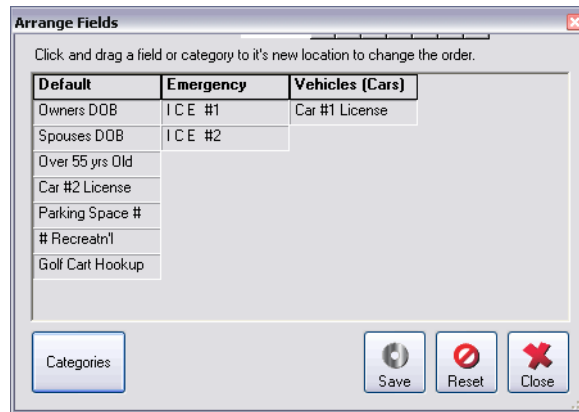 Arrange Fields
Click and drag a field or category to it's new location to change the order.
Default Emergency Vehicles (Cars)
Owners DOB I C E #1 Car #1 License
Spouses DOB I C E #2
Over 55 yrs Old
Car #2 License
Parking Space #
# Recreatn'l
Golf Cart Hookup
Categories Save Reset Close